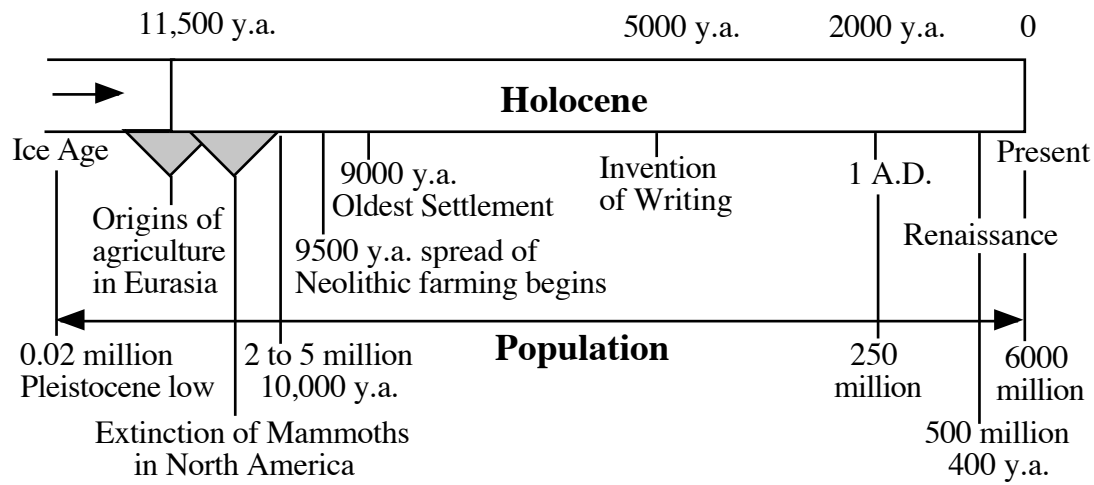 11,500 y.a.
5000 y.a.
2000 y.a.
0
Holocene
Ice Age
Present
9000 y.a.
Oldest Settlement
Invention
of Writing
1 A.D.
Origins of
agriculture
in Eurasia
9500 y.a. spread of
Neolithic farming begins
Renaissance
Population
0.02 million
Pleistocene low
2 to 5 million
10,000 y.a.
250
million
6000
million
Extinction of Mammoths
in North America
500 million
400 y.a.